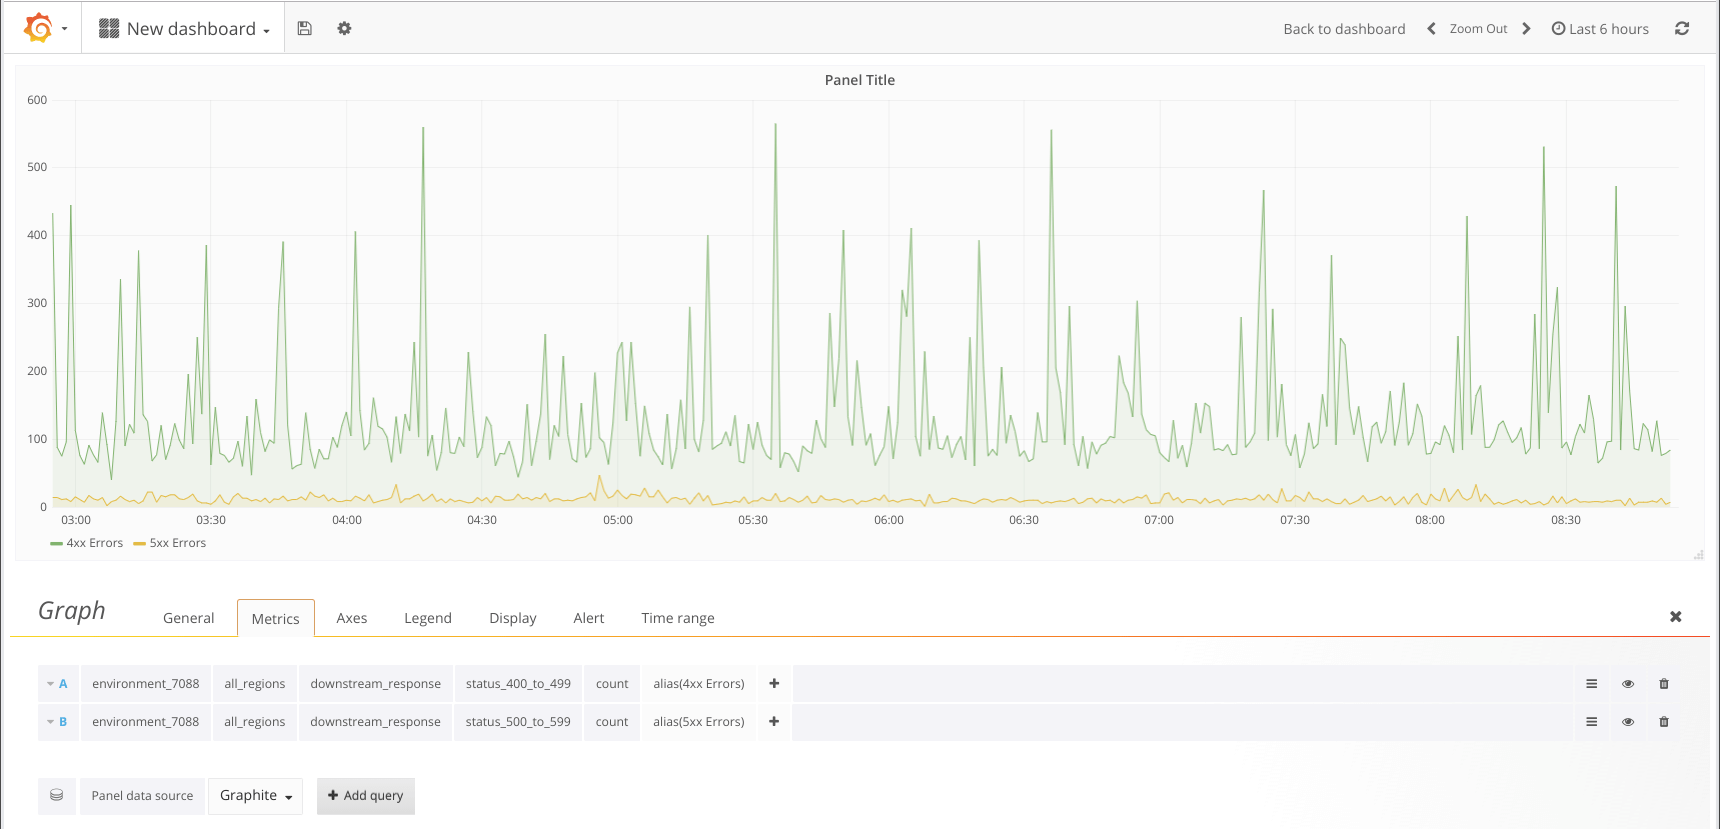 New dashboard
Back to dashboard
Zoom Out
Last 6 hours
Panel Title
600
500
400
300
200
100
0
03:00 03:30 04:00 04:30 05:00 05:30 06:00 06:30 07:00 07:30 08:00 08:30
4xx Errors 5xx Errors
Graph General Metrics Axes Legend Display Alert Time range
A environment_7088 all_regions downstream_response status_400_to_499 count alias(4xx Errors)
B environment_7088 all_regions downstream_response status_500_to_599 count alias(5xx Errors)
Panel data source Graphite Add query